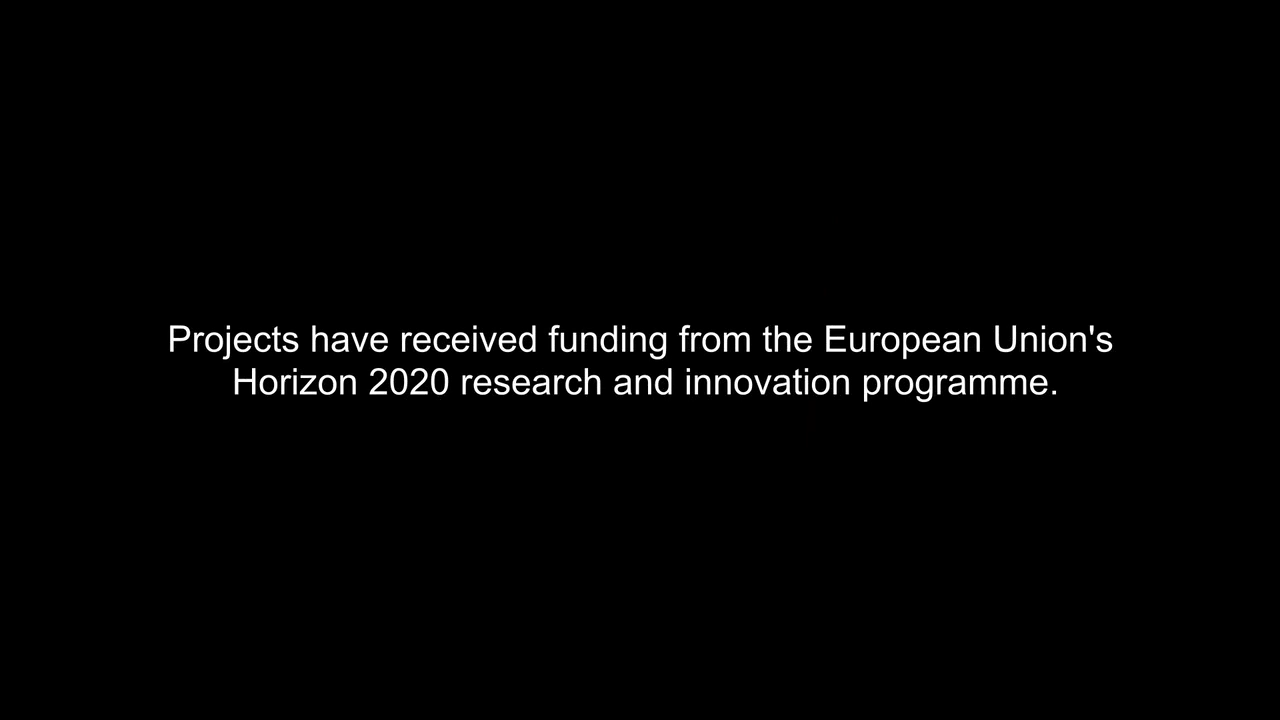 Projects have received funding from the European Union's
Horizon 2020 research and innovation programme.